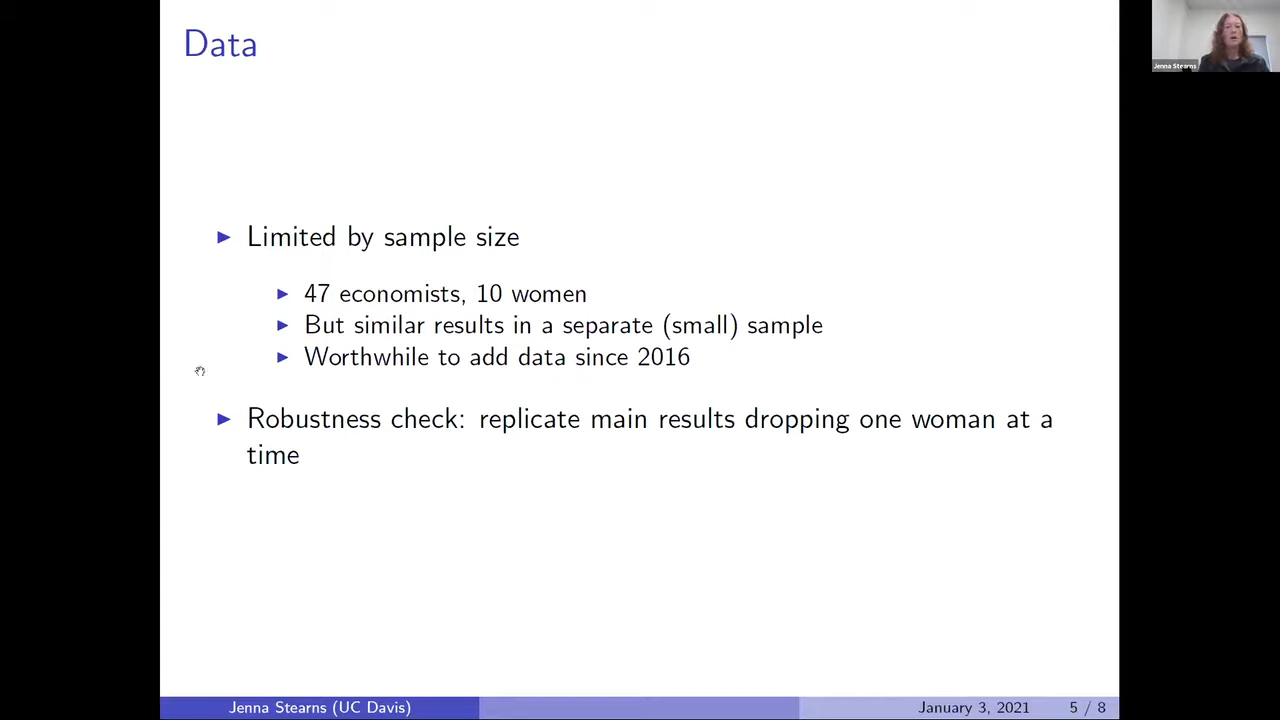 Data
Jenna Stearns
Limited by sample size
47 economists, 10 women
But similar results in a separate (small) sample
Worthwhile to add data since 2016
Robustness check: replicate main results dropping one woman at a
time
Jenna Stearns (UC Davis)
January 3, 2021
5 / 8